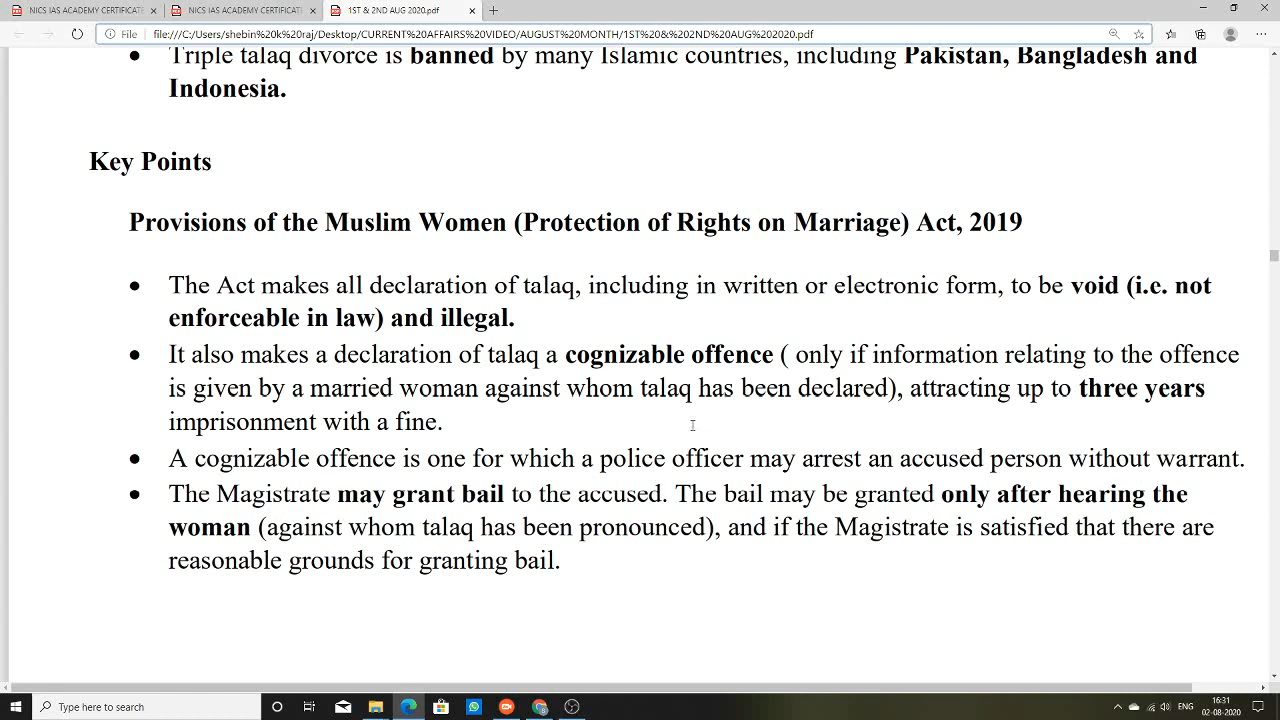 NICS IAS ACADEMY CERTIFICATE
NICS IAS ACADEMY CERTIFICATI
1ST & 2ND AUG 2020.pdf
File
file:///C:/Users/shebin%20k%20raj/Desktop/CURRENT%20AFFAIRS%20VIDEO/AUGUST%20MONTH/1ST%20&%202ND%20AUG%202020.pdf
• Triple talaq divorce is banned by many Islamic countries, including Pakistan, Bangladesh and
Indonesia.
Key Points
Provisions of the Muslim Women (Protection of Rights on Marriage) Act, 2019
• The Act makes all declaration of talaq, including in written or electronic form, to be void (i.e. not
enforceable in law) and illegal.
• It also makes a declaration of talaq a cognizable offence ( only if information relating to the offence
is given by a married woman against whom talaq has been declared), attracting up to three years
imprisonment with a fine.
• A cognizable offence is one for which a police officer may arrest an accused person without warrant.
• The Magistrate may grant bail to the accused. The bail may be granted only after hearing the
woman (against whom talaq has been pronounced), and if the Magistrate is satisfied that there are
reasonable grounds for granting bail.
Type here to search
ENG
16:31
02-08-2020